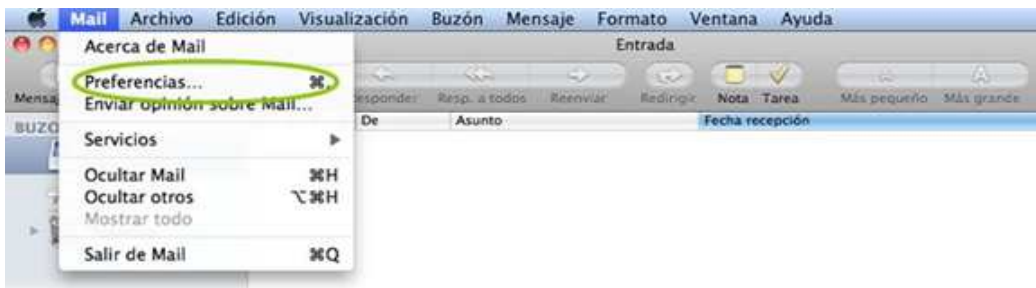 Mail Archivo Edición Visualización Buzón Mensaje Formato Ventana Ayuda
Acerca de Mail
Entrada
Preferencias... ⌘,
Enviar opinión sobre Mail...
Resp. a todos Reenviar Redirigir Nota Tarea Más pequeño Más grande
De Asunto Fecha recepción
Servicios
Ocultar Mail ⌘H
Ocultar otros ⌥⌘H
Mostrar todo
Salir de Mail ⌘Q